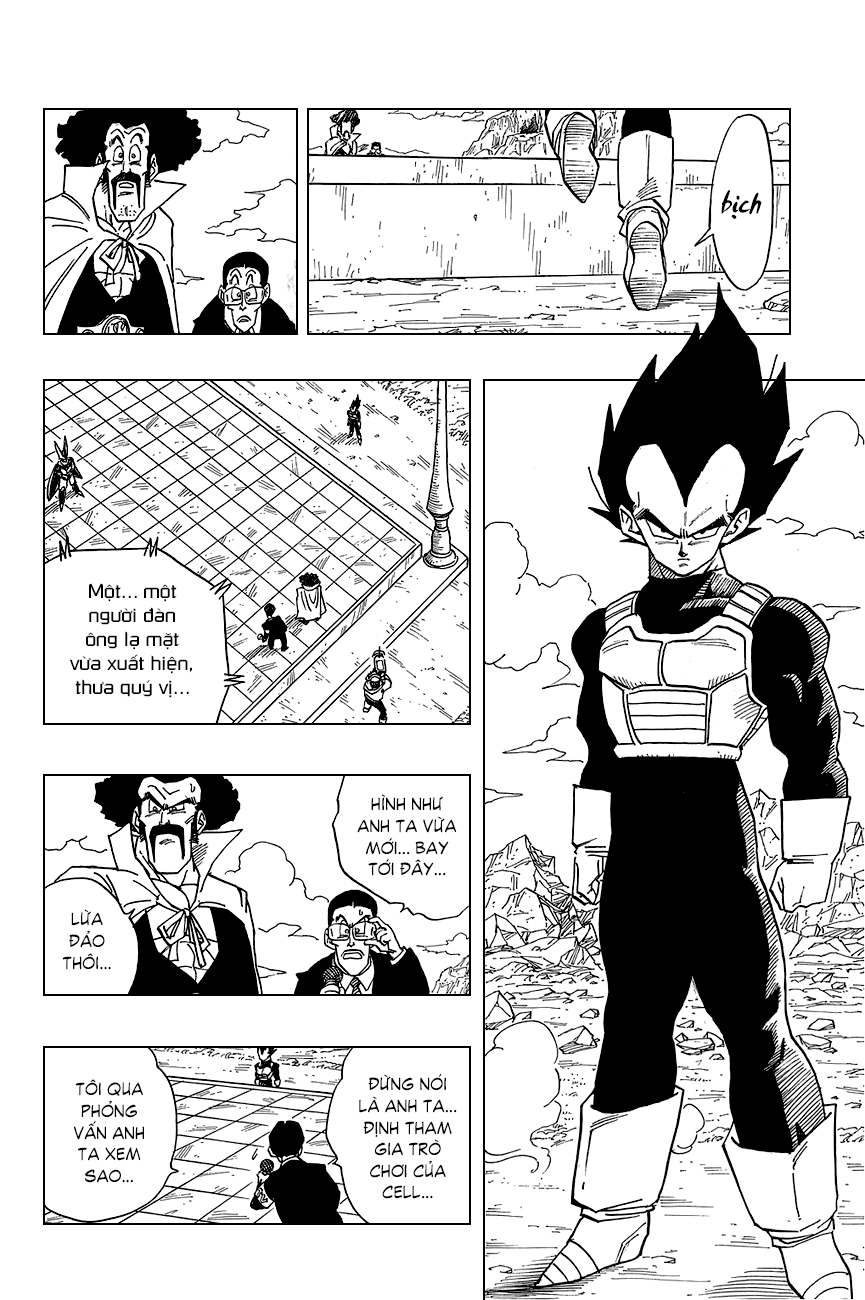 bịch
Một... một
người đàn
ông lạ mặt
vừa xuất hiện,
thưa quý vị...
HÌNH NHƯ
ANH TA VỪA
MỚI... BAY
TỚI ĐÂY...
LỪA
ĐẢO
THÔI...
ĐỪNG NÓI
LÀ ANH TA...
ĐỊNH THAM
GIA TRÒ
CHƠI CỦA
CELL...
TÔI QUA
PHỎNG
VẤN ANH
TA XEM
SAO...